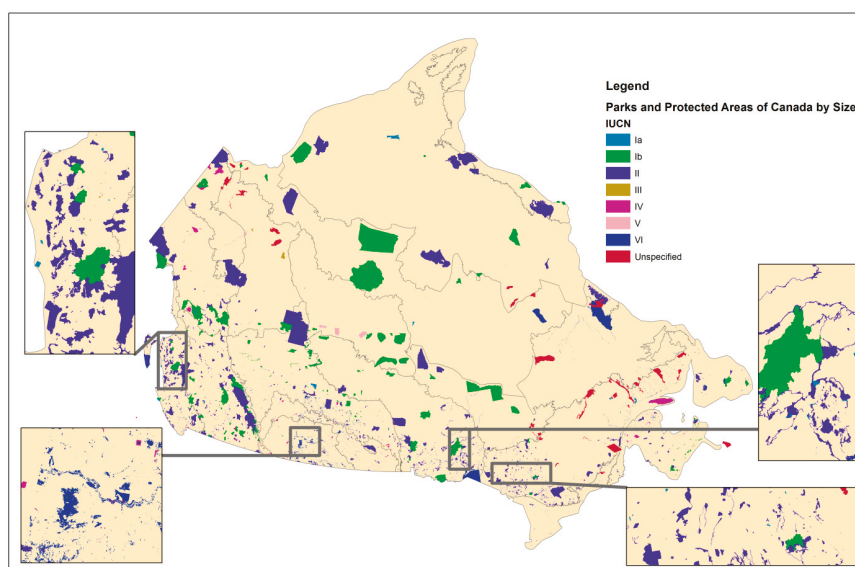 Legend
Parks and Protected Areas of Canada by Size
IUCN
Ia
Ib
II
III
IV
V
VI
Unspecified